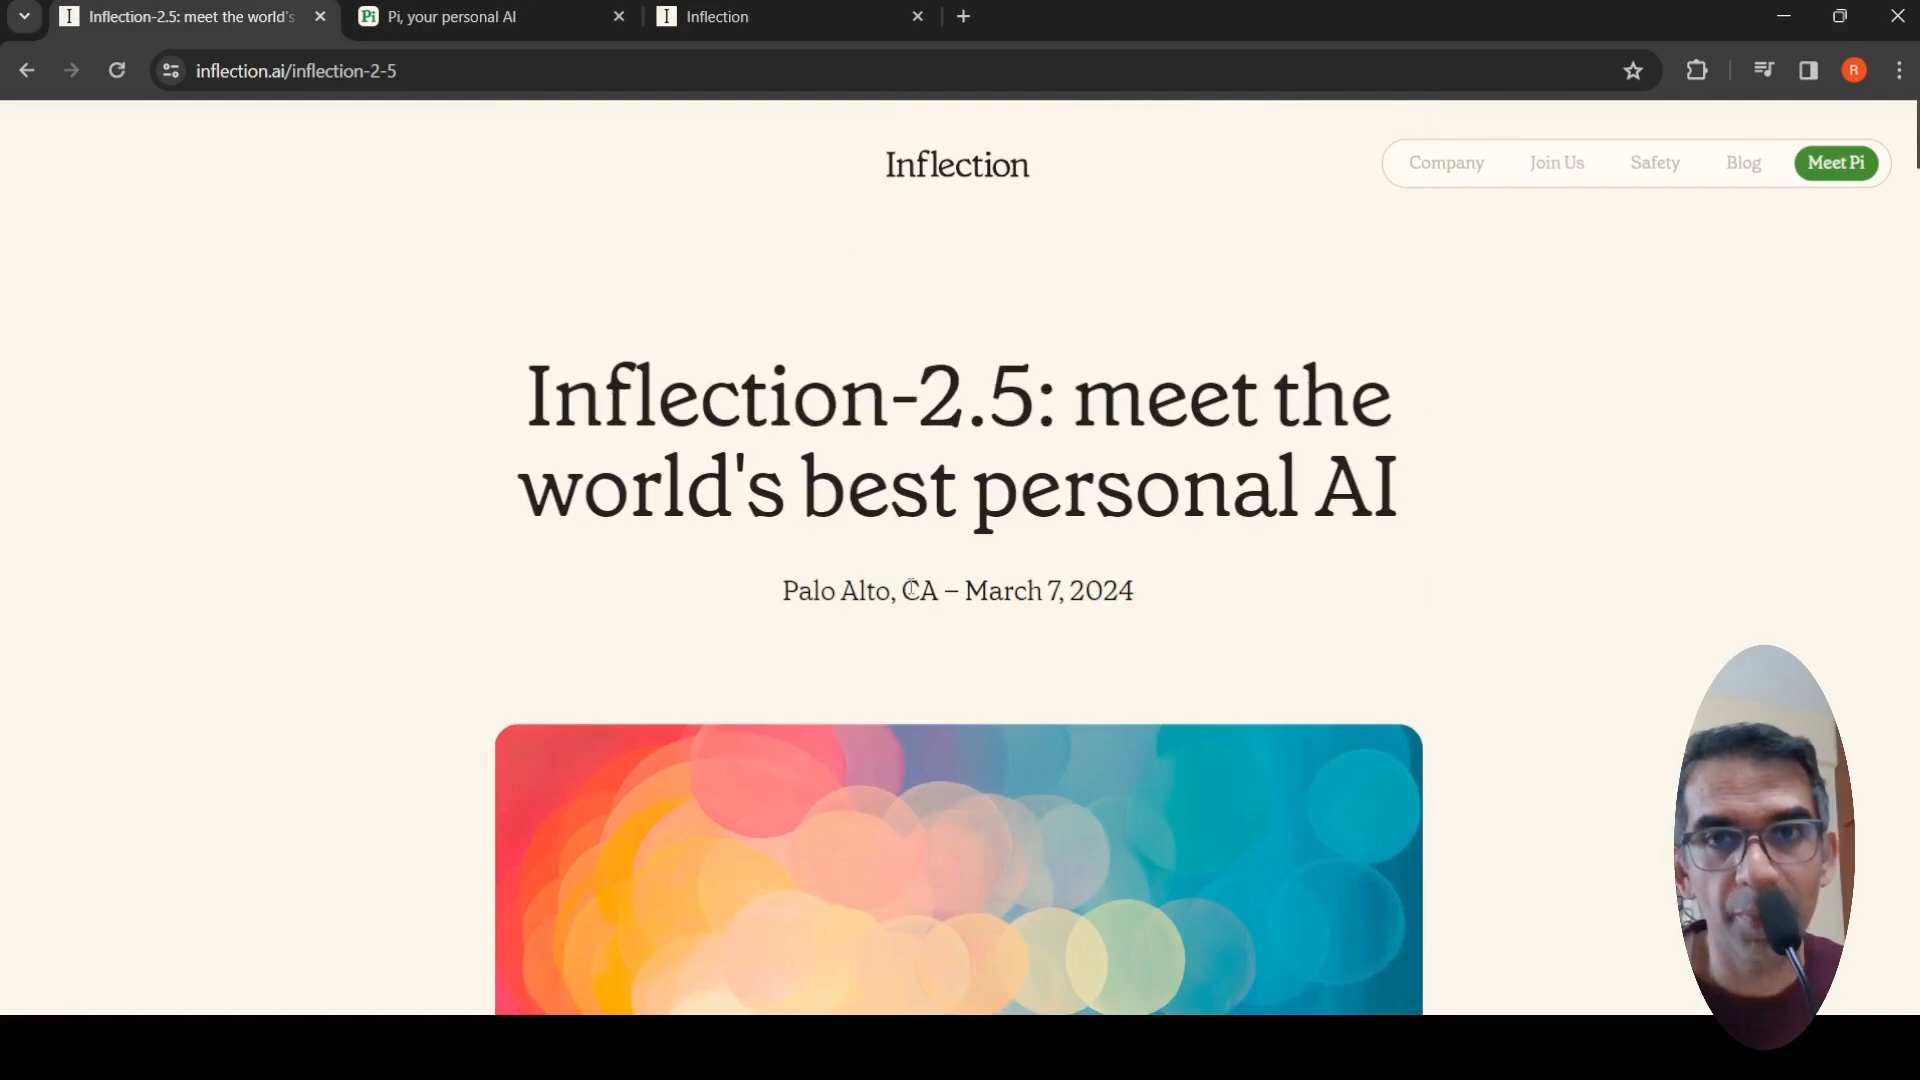 Inflection-2.5: meet the world's
Pi
Pi, your personal AI
Inflection
inflection.ai/inflection-2-5
R
Inflection
Company
Join Us
Safety
Blog
Meet Pi
Inflection-2.5: meet the
world's best personal AI
Palo Alto, CA – March 7, 2024